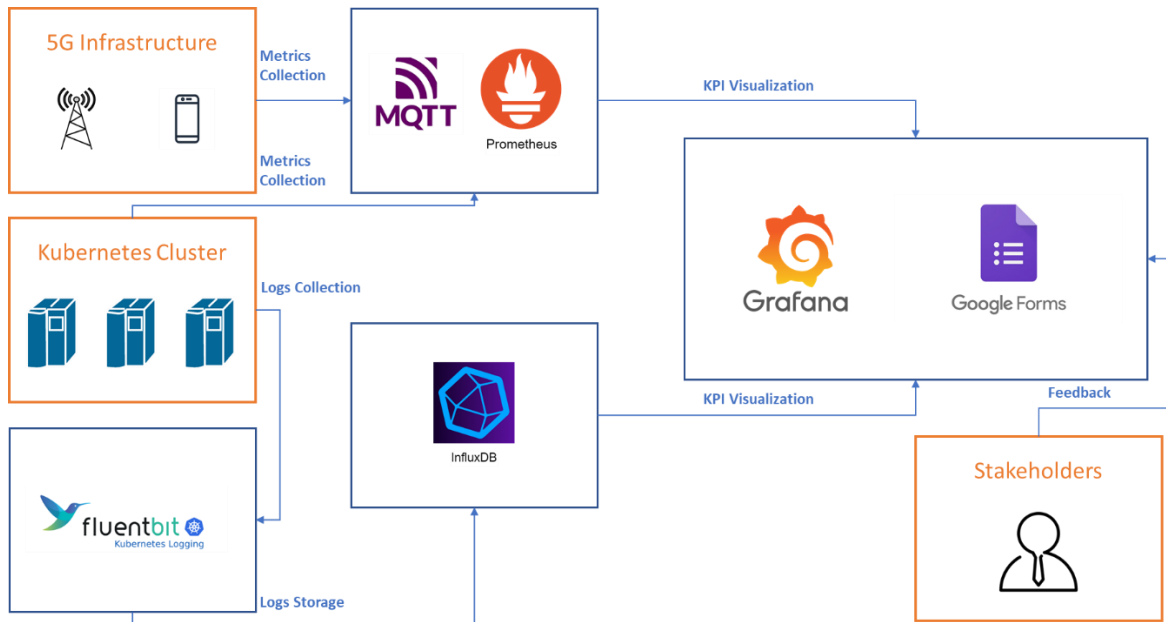 5G Infrastructure
Metrics
Collection
MQTT
Prometheus
KPI Visualization
Metrics
Collection
Kubernetes Cluster
Logs Collection
Grafana
Google Forms
InfluxDB
KPI Visualization
Feedback
Stakeholders
fluentbit
Kubernetes Logging
Logs Storage